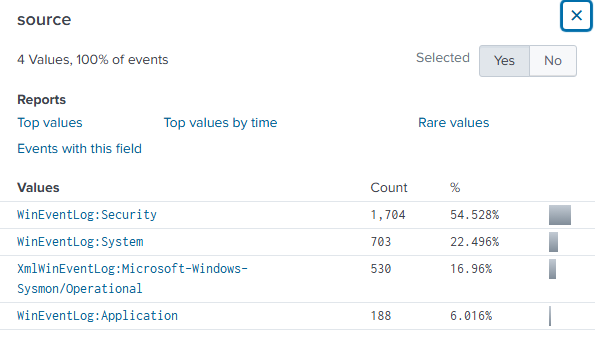 source
✕
4 Values, 100% of events Selected Yes No
Reports
Top values Top values by time Rare values
Events with this field
Values Count %
WinEventLog:Security 1,704 54.528%
WinEventLog:System 703 22.496%
XmlWinEventLog:Microsoft-Windows- 530 16.96%
Sysmon/Operational
WinEventLog:Application 188 6.016%